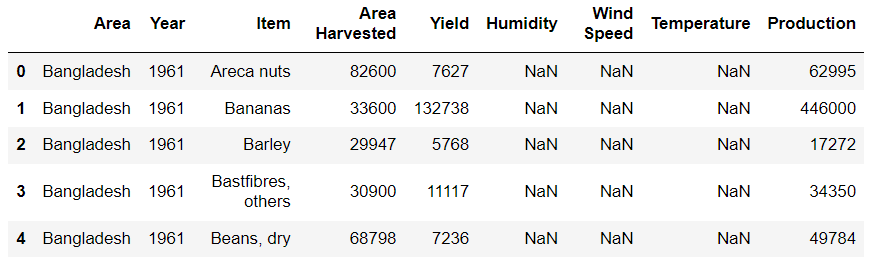 Area Year Item Area Harvested Yield Humidity Wind Speed Temperature Production
0 Bangladesh 1961 Areca nuts 82600 7627 NaN NaN NaN 62995
1 Bangladesh 1961 Bananas 33600 132738 NaN NaN NaN 446000
2 Bangladesh 1961 Barley 29947 5768 NaN NaN NaN 17272
3 Bangladesh 1961 Bastfibres, others 30900 11117 NaN NaN NaN 34350
4 Bangladesh 1961 Beans, dry 68798 7236 NaN NaN NaN 49784